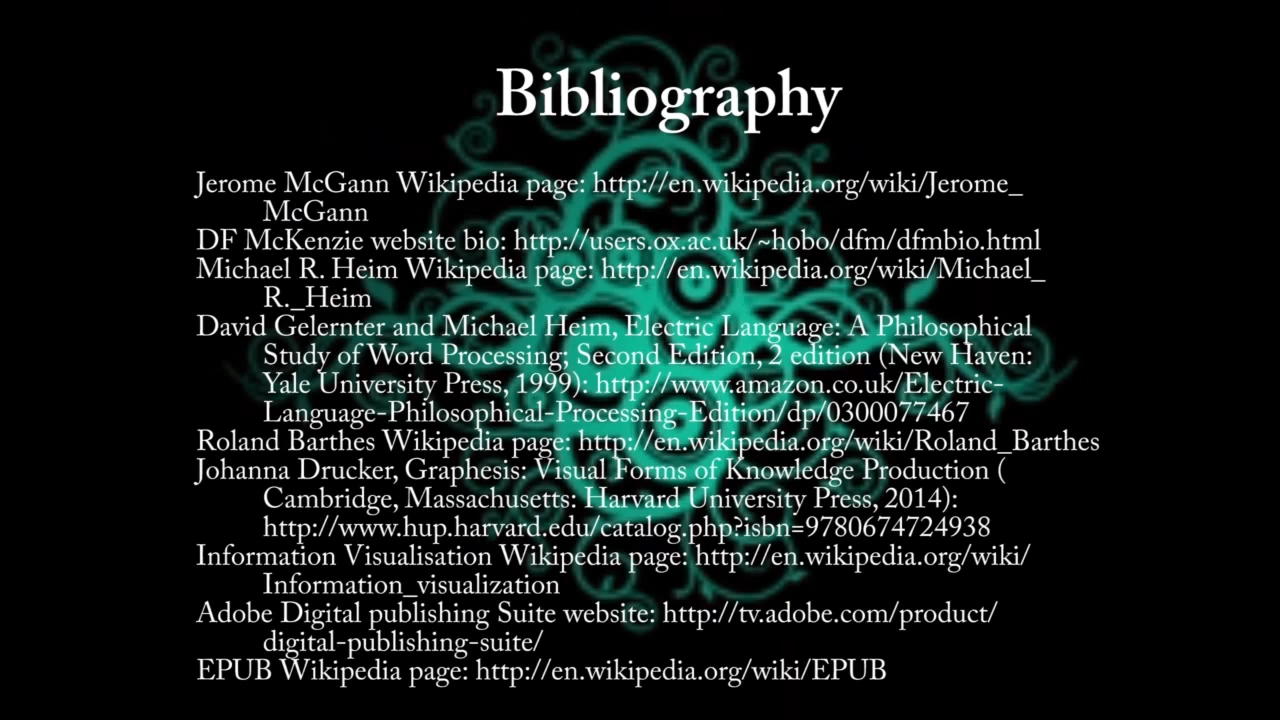 Bibliography
Jerome McGann Wikipedia page: http://en.wikipedia.org/wiki/Jerome_
McGann
DF McKenzie website bio: http://users.ox.ac.uk/~hobo/dfm/dfmbio.html
Michael R. Heim Wikipedia page: http://en.wikipedia.org/wiki/Michael_
R._Heim
David Gelernter and Michael Heim, Electric Language: A Philosophical
Study of Word Processing; Second Edition, 2 edition (New Haven:
Yale University Press, 1999): http://www.amazon.co.uk/Electric-
Language-Philosophical-Processing-Edition/dp/0300077467
Roland Barthes Wikipedia page: http://en.wikipedia.org/wiki/Roland_Barthes
Johanna Drucker, Graphesis: Visual Forms of Knowledge Production (
Cambridge, Massachusetts: Harvard University Press, 2014):
http://www.hup.harvard.edu/catalog.php?isbn=9780674724938
Information Visualisation Wikipedia page: http://en.wikipedia.org/wiki/
Information_visualization
Adobe Digital publishing Suite website: http://tv.adobe.com/product/
digital-publishing-suite/
EPUB Wikipedia page: http://en.wikipedia.org/wiki/EPUB